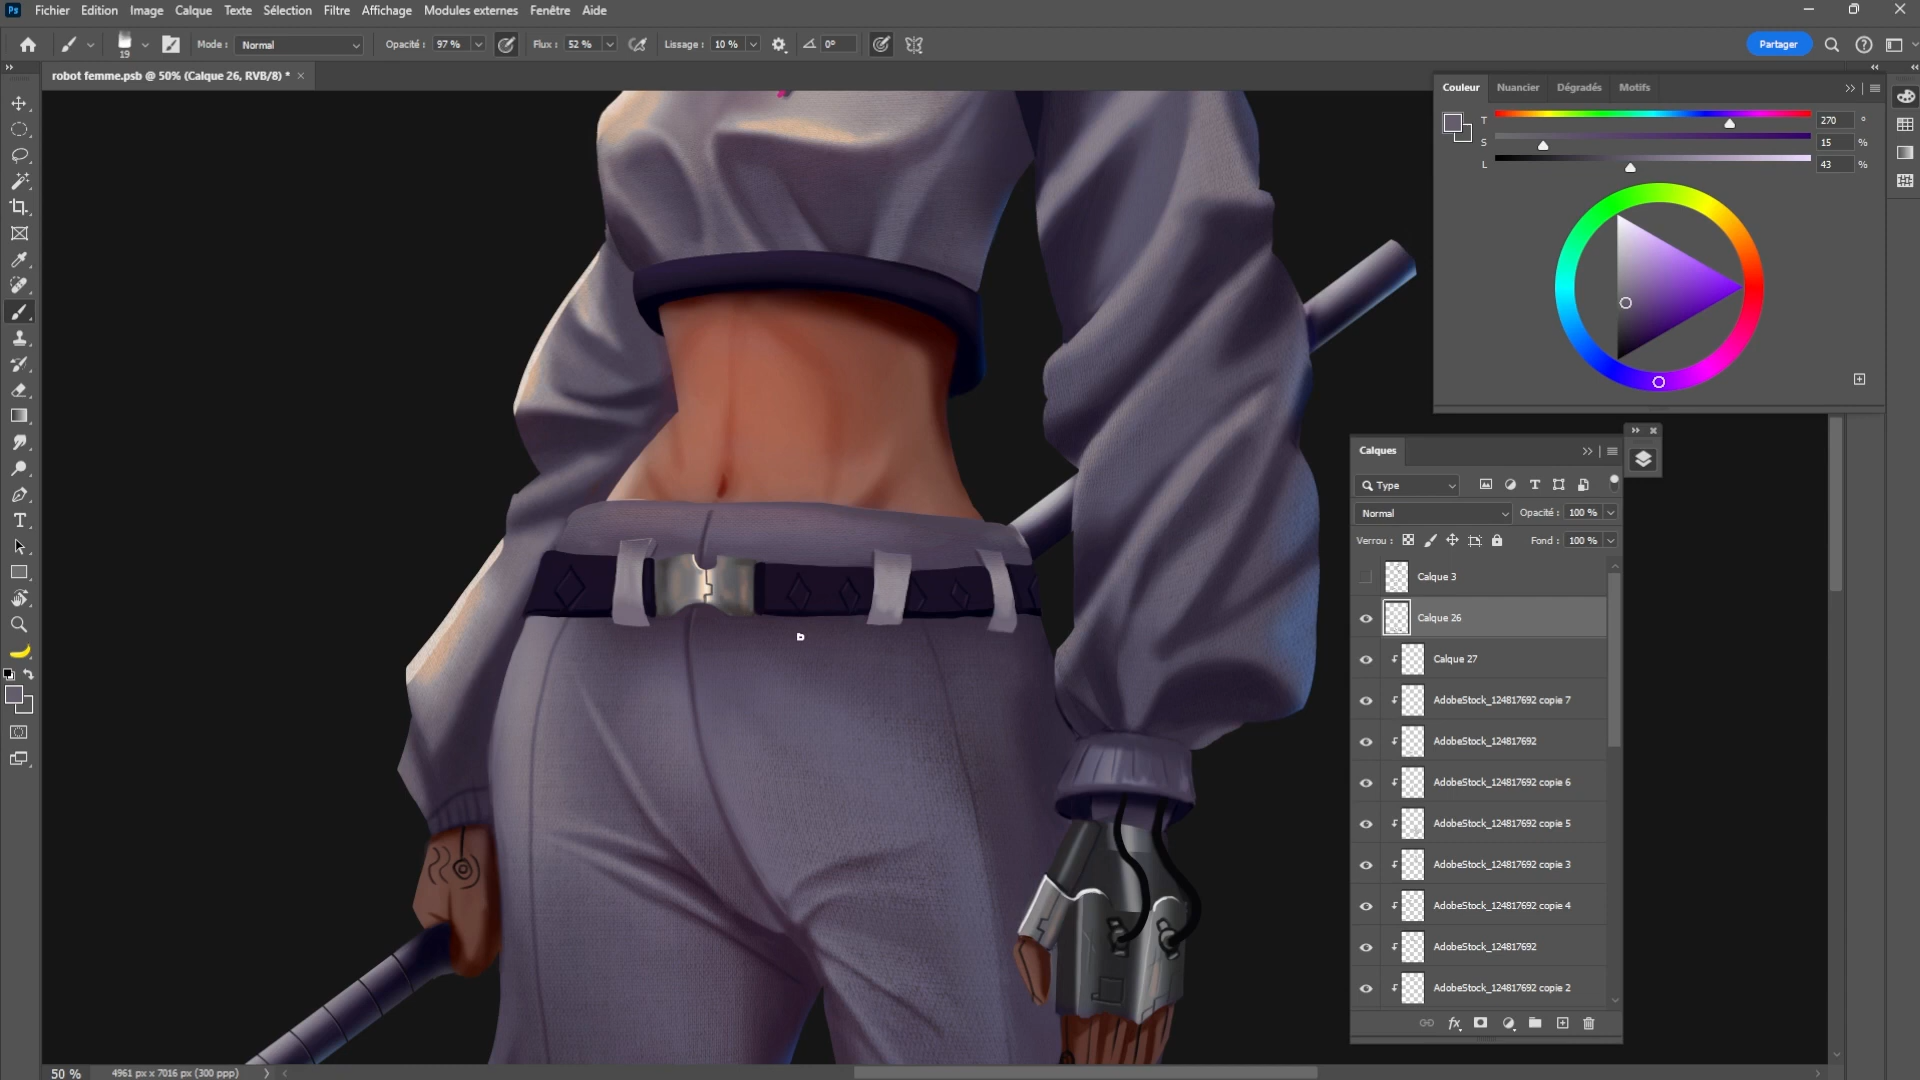 Ps Fichier Edition Image Calque Texte Sélection Filtre Affichage Modules externes Fenêtre Aide
19 Mode : Normal Opacité : 97 % Flux : 52 % Lissage : 10 % 0° Partager
robot femme.psb @ 50% (Calque 26, RVB/8) * ×
Couleur Nuancier Dégradés Motifs
T 270 °
S 15 %
L 43 %
Calques
Type
Normal Opacité : 100 %
Verrou : Fond : 100 %
Calque 3
Calque 26
Calque 27
AdobeStock_124817692 copie 7
AdobeStock_124817692
AdobeStock_124817692 copie 6
AdobeStock_124817692 copie 5
AdobeStock_124817692 copie 3
AdobeStock_124817692 copie 4
AdobeStock_124817692
AdobeStock_124817692 copie 2
fx
50 % 4961 px x 7016 px (300 ppp)